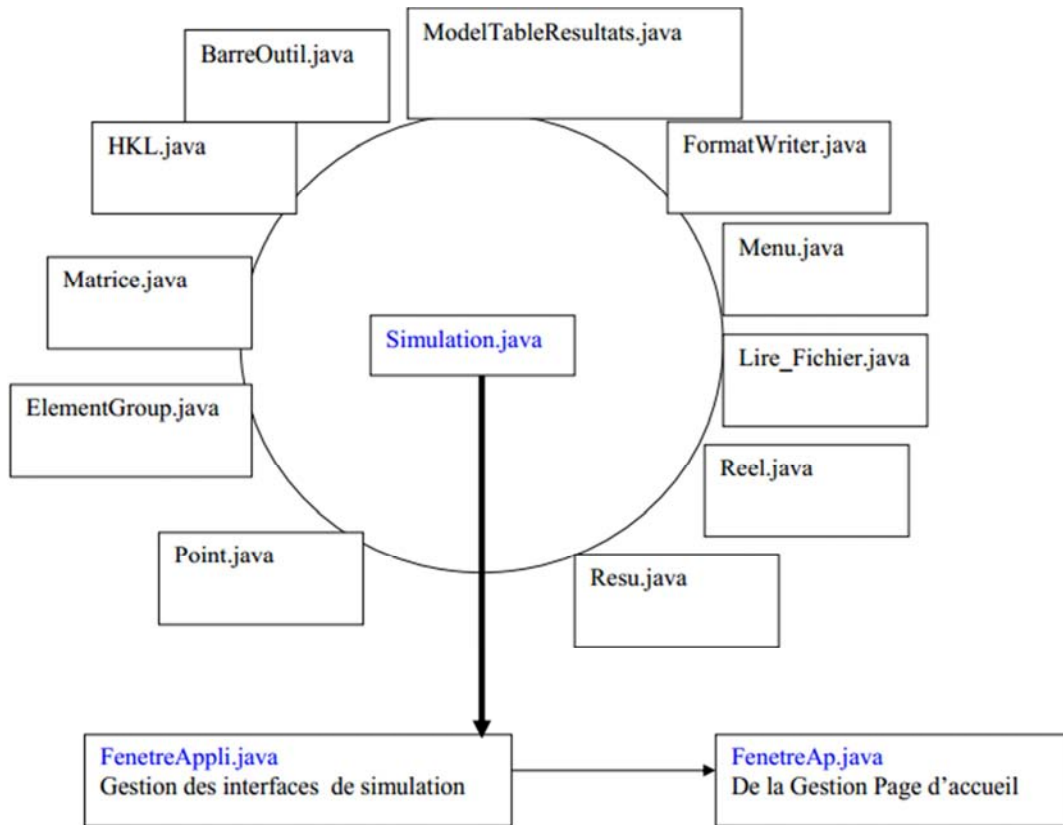 ModelTableResultats.java
BarreOutil.java
HKL.java
FormatWriter.java
Menu.java
Matrice.java
Simulation.java
Lire_Fichier.java
ElementGroup.java
Reel.java
Point.java
Resu.java
FenetreAppli.java
Gestion des interfaces de simulation
FenetreAp.java
De la Gestion Page d’accueil